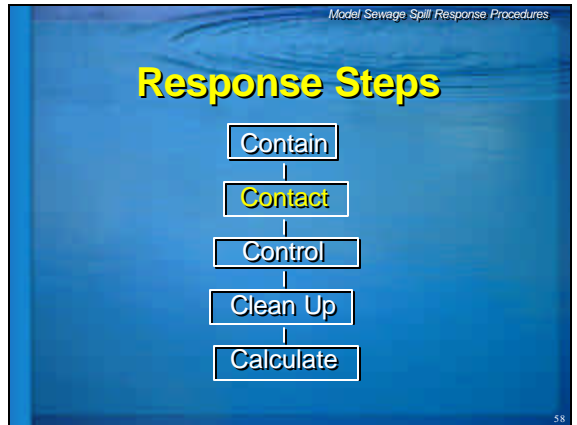 Model Sewage Spill Response Procedures
Response Steps
Contain
Contact
Control
Clean Up
Calculate
58